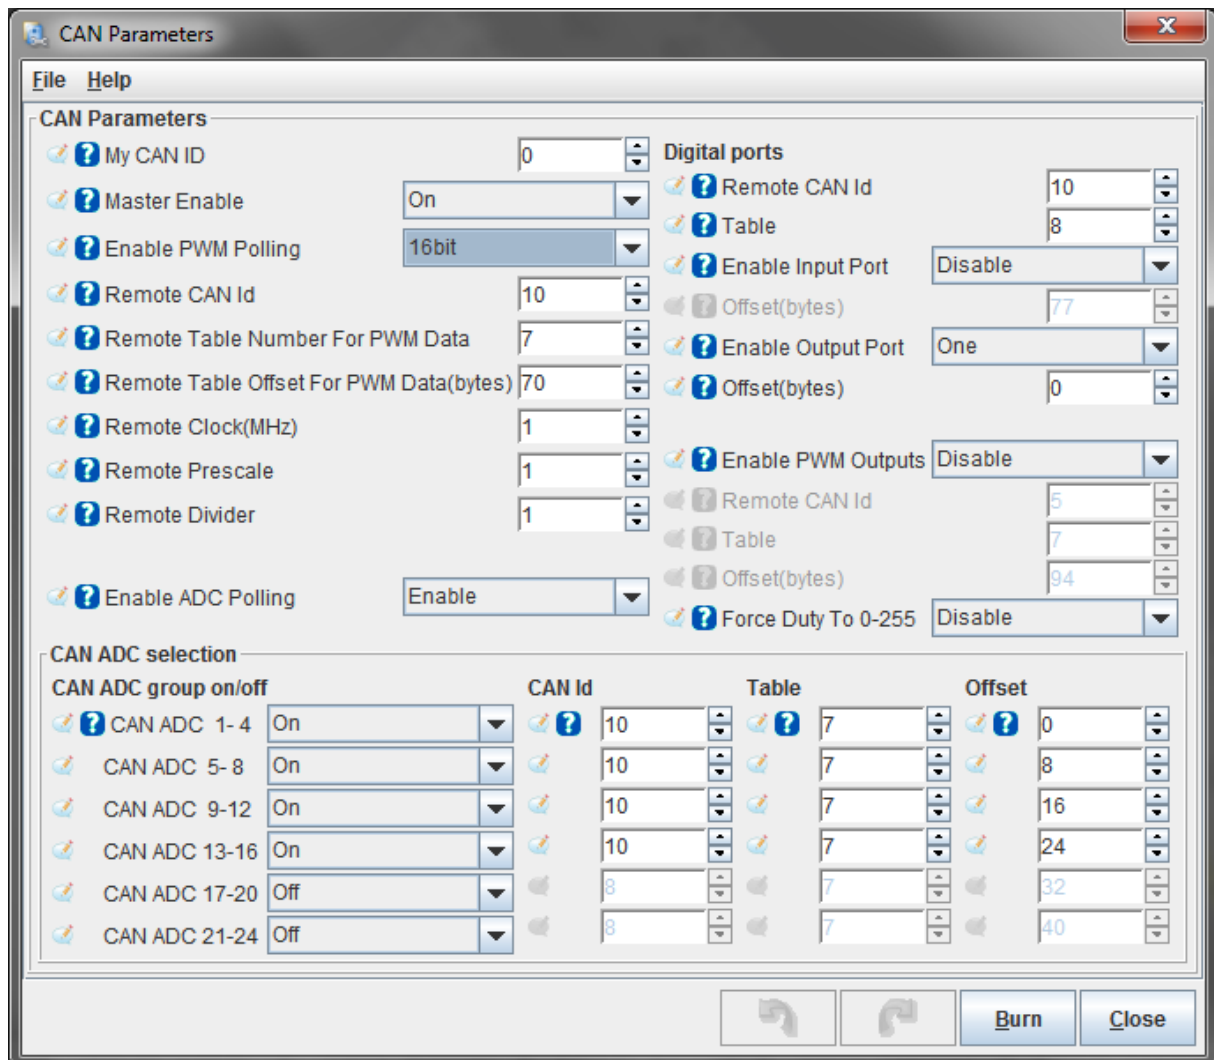 CAN Parameters
File Help
CAN Parameters
My CAN ID 0
Master Enable On
Enable PWM Polling 16bit
Remote CAN Id 10
Remote Table Number For PWM Data 7
Remote Table Offset For PWM Data(bytes) 70
Remote Clock(MHz) 1
Remote Prescale 1
Remote Divider 1
Enable ADC Polling Enable
Digital ports
Remote CAN Id 10
Table 8
Enable Input Port Disable
Offset(bytes) 77
Enable Output Port One
Offset(bytes) 0
Enable PWM Outputs Disable
Remote CAN Id 5
Table 7
Offset(bytes) 94
Force Duty To 0-255 Disable
CAN ADC selection
CAN ADC group on/off CAN Id Table Offset
CAN ADC 1- 4 On 10 7 0
CAN ADC 5- 8 On 10 7 8
CAN ADC 9-12 On 10 7 16
CAN ADC 13-16 On 10 7 24
CAN ADC 17-20 Off 8 7 32
CAN ADC 21-24 Off 8 7 40
Burn Close